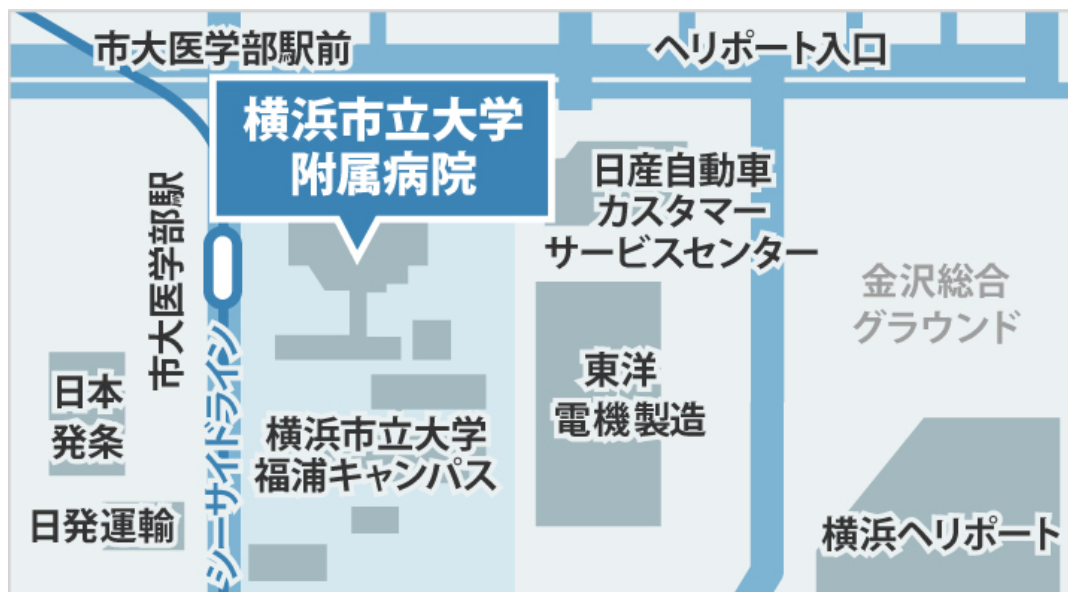 市大医学部駅前
ヘリポート入口
横浜市立大学
附属病院
日産自動車
カスタマー
サービスセンター
市大医学部駅
金沢総合
グラウンド
シーサイドライン
日本
発条
東洋
電機製造
横浜市立大学
福浦キャンパス
日発運輸
横浜ヘリポート